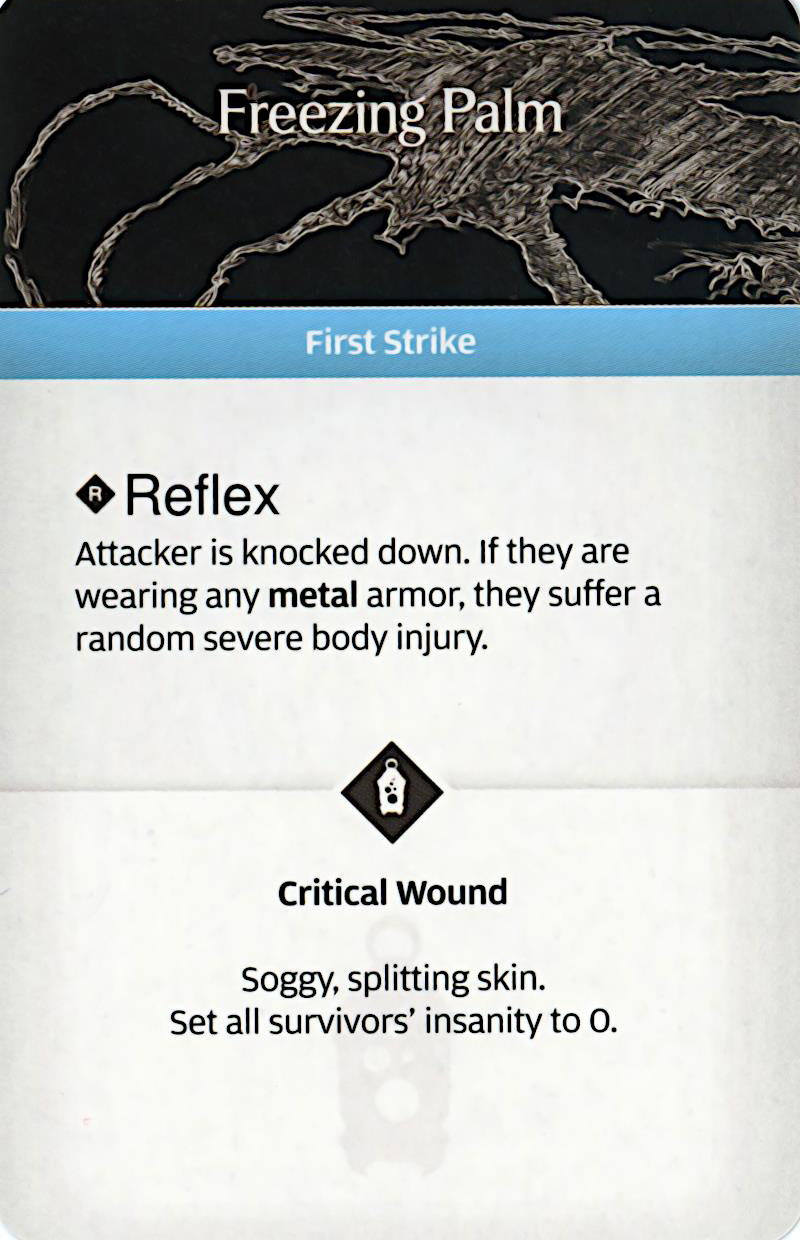 Freezing Palm
First Strike
R Reflex
Attacker is knocked down. If they are
wearing any metal armor, they suffer a
random severe body injury.
Critical Wound
Soggy, splitting skin.
Set all survivors’ insanity to 0.